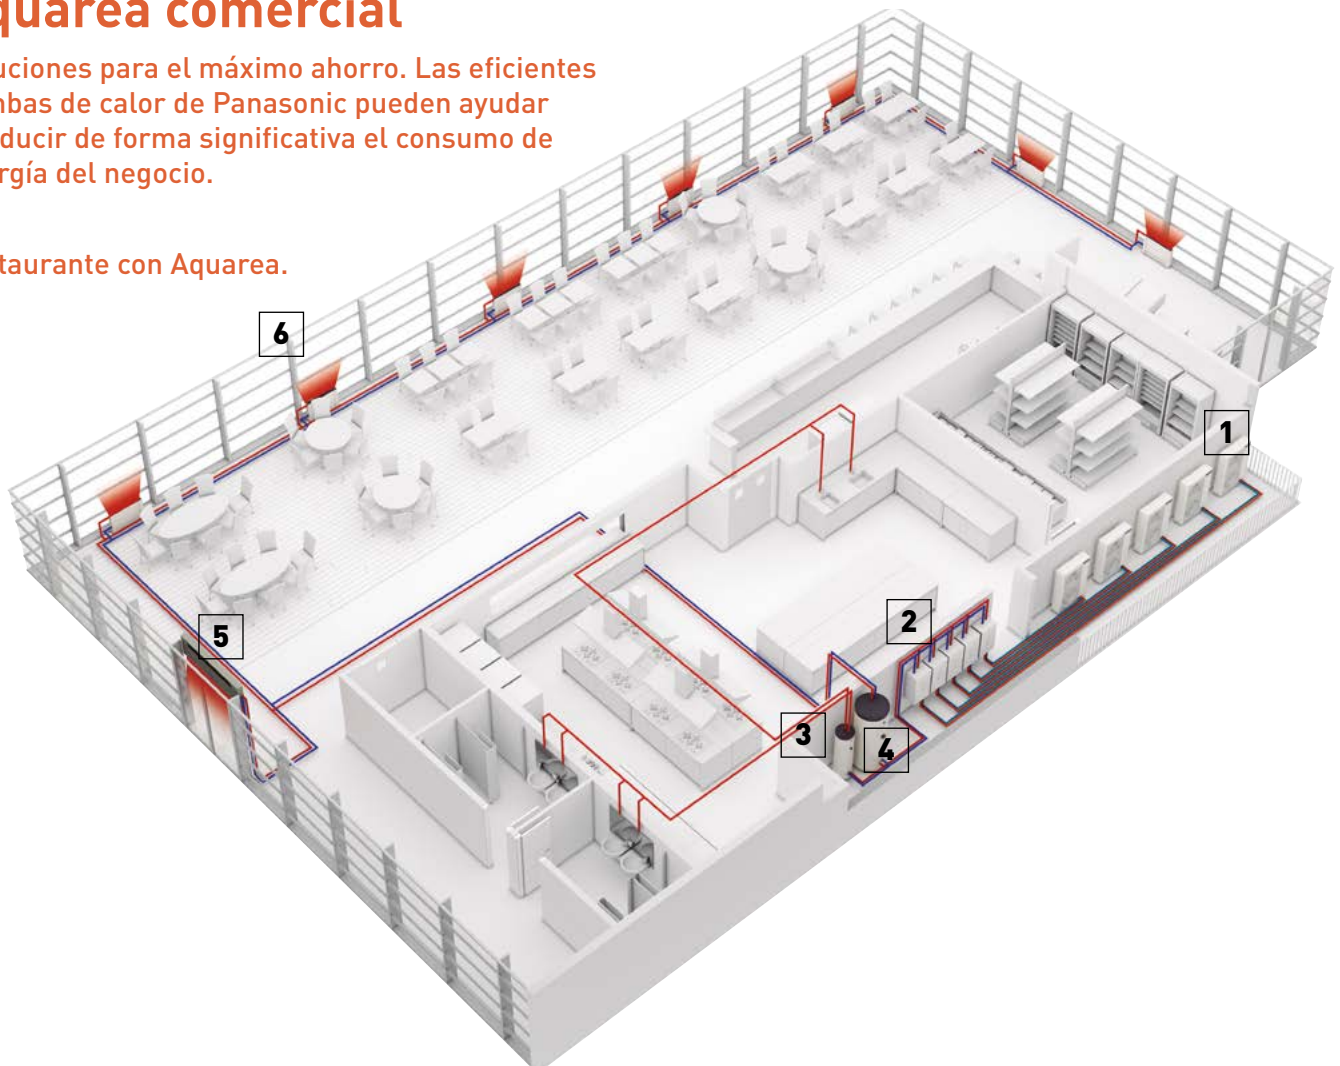 quarea comercial
uciones para el máximo ahorro. Las eficientes
nbas de calor de Panasonic pueden ayudar
ducir de forma significativa el consumo de
rgía del negocio.
taurante con Aquarea.
6
1
2
5
3
4